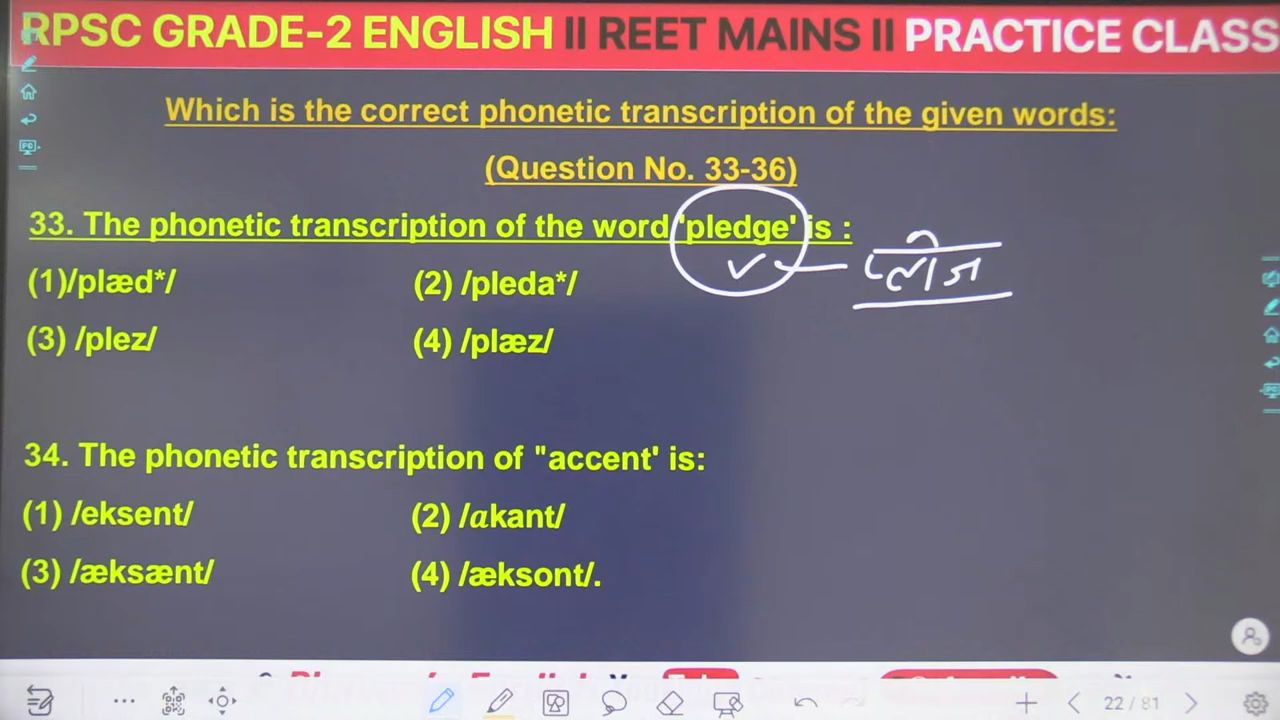 RPSC GRADE-2 ENGLISH II REET MAINS II PRACTICE CLASS
Which is the correct phonetic transcription of the given words:
(Question No. 33-36)
33. The phonetic transcription of the word 'pledge' is :
(1)/plæd*/ (2) /pleda*/
(3) /plez/ (4) /plæz/
34. The phonetic transcription of "accent' is:
(1) /eksent/ (2) /akant/
(3) /æksænt/ (4) /æksont/.
22 / 81